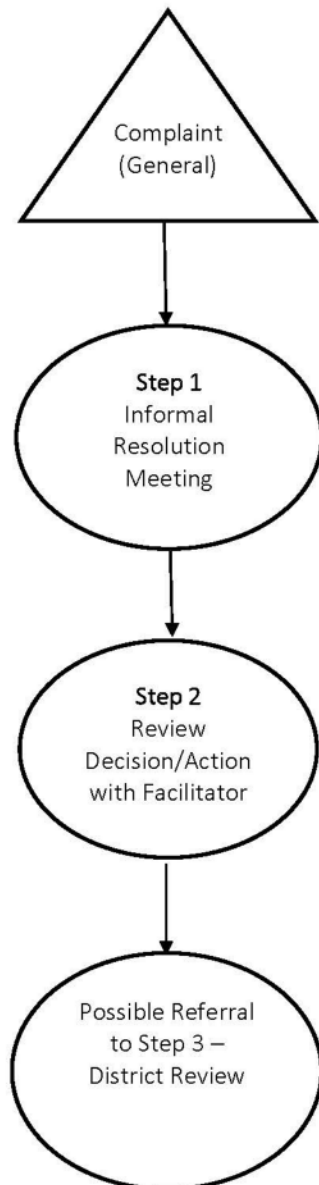 Complaint
(General)
Step 1
Informal
Resolution
Meeting
Step 2
Review
Decision/Action
with Facilitator
Possible Referral
to Step 3 –
District Review